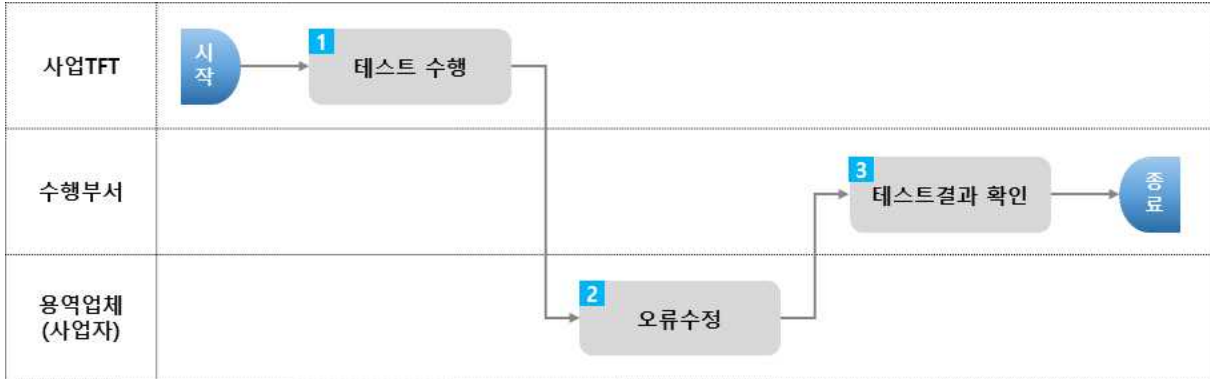 사업TFT
시
작
1
테스트 수행
수행부서
3
테스트결과 확인
종
료
용역업체
(사업자)
2
오류수정